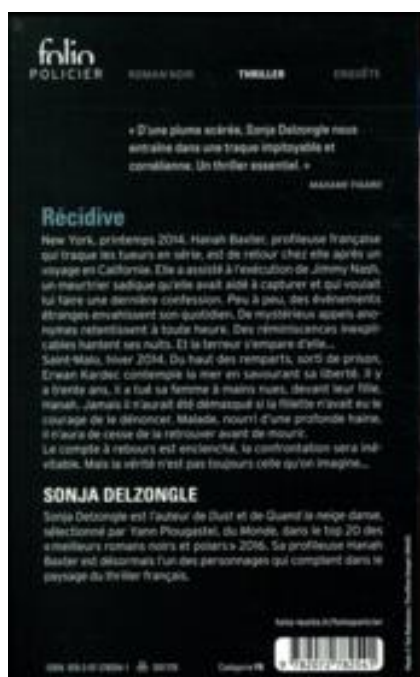 folio
POLICIER
ROMAN NOIR THRILLER ENQUÊTE
« D'une plume acérée, Sonja Delzongle nous
entraîne dans une traque impitoyable et
cornélienne. Un thriller essentiel. »
MADAME FIGARO
Récidive
New York, printemps 2014. Hanah Baxter, profileuse française
qui traque les tueurs en série, est de retour chez elle après un
voyage en Californie. Elle a assisté à l'exécution de Jimmy Nash,
un meurtrier sadique qu'elle avait aidé à capturer et qui voulait
lui faire une dernière confession. Peu à peu, des événements
étranges envahissent son quotidien. De mystérieux appels ano-
nymes retentissent à toute heure. Des réminiscences inexpli-
cables hantent ses nuits. Et la terreur s'empare d'elle...
Saint-Malo, hiver 2014. Du haut des remparts, sorti de prison,
Erwan Kardec contemple la mer en savourant sa liberté. Il y
a trente ans, il a tué sa femme à mains nues, devant leur fille,
Hanah. Jamais il n'aurait été démasqué si la fillette n'avait eu le
courage de le dénoncer. Malade, nourri d'une profonde haine,
il n'aura de cesse de la retrouver avant de mourir.
Le compte à rebours est enclenché, la confrontation sera iné-
vitable. Mais la vérité n'est pas toujours celle qu'on imagine...
SONJA DELZONGLE
Sonja Delzongle est l'auteur de Dust et de Quand la neige danse,
sélectionné par Yann Plougastel, du Monde, dans le top 20 des
« meilleurs romans noirs et polars » 2016. Sa profileuse Hanah
Baxter est désormais l'un des personnages qui comptent dans le
paysage du thriller français.